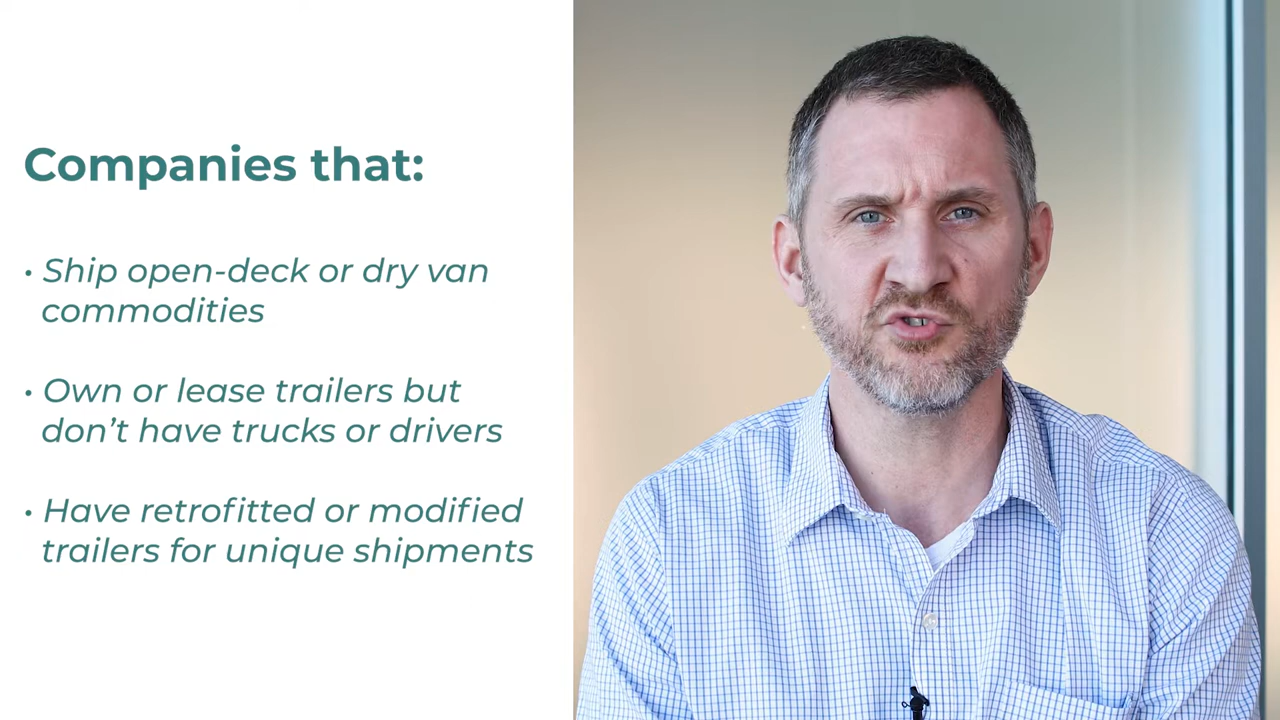 Companies that:
• Ship open-deck or dry van
commodities
• Own or lease trailers but
don’t have trucks or drivers
• Have retrofitted or modified
trailers for unique shipments